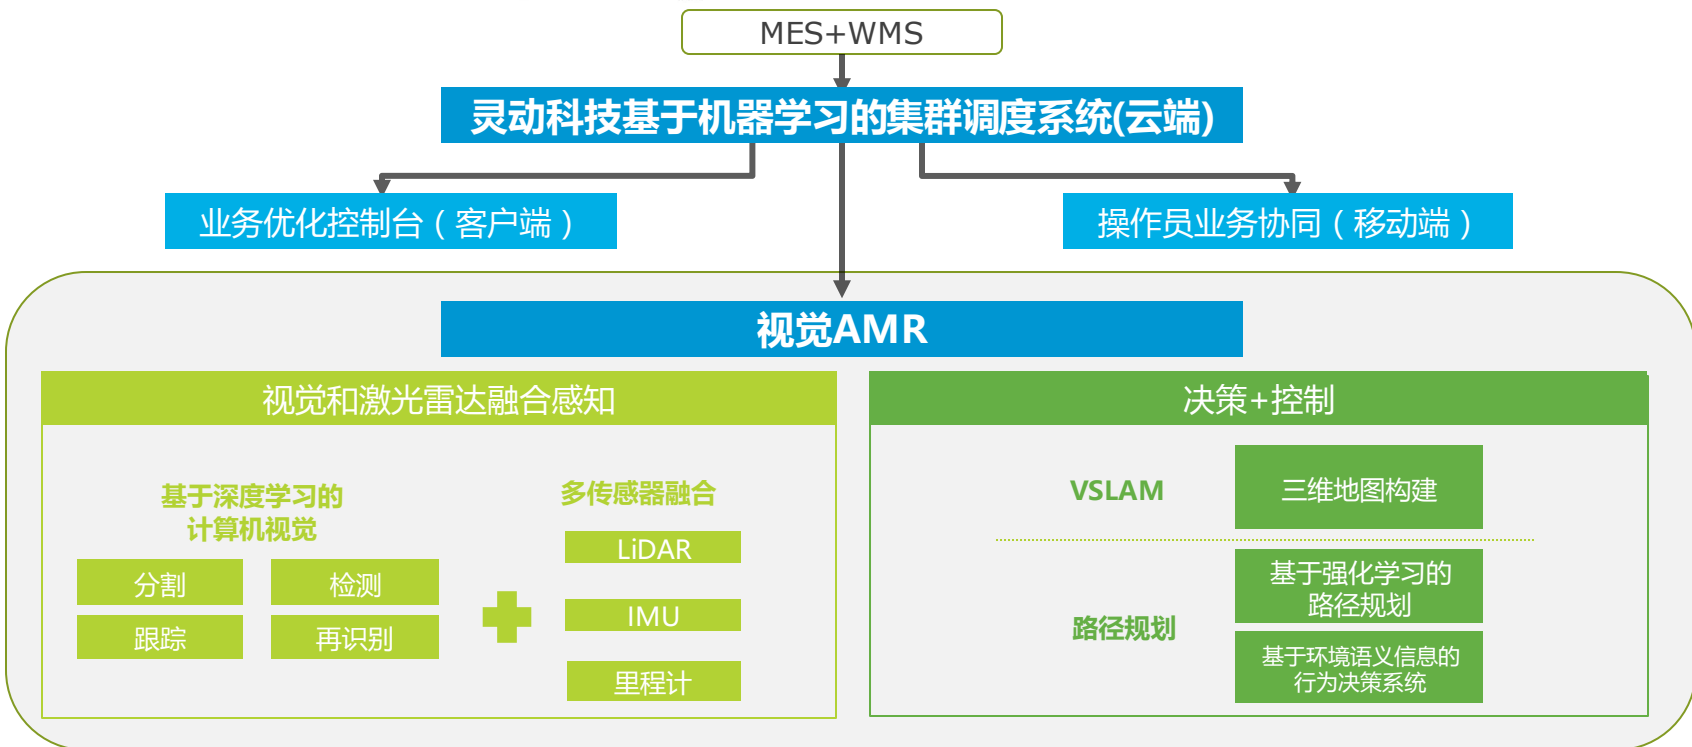 MES+WMS
灵动科技基于机器学习的集群调度系统(云端)
业务优化控制台（客户端）
操作员业务协同（移动端）
视觉AMR
视觉和激光雷达融合感知
基于深度学习的
计算机视觉
分割
检测
跟踪
再识别
多传感器融合
LiDAR
IMU
里程计
决策+控制
VSLAM
三维地图构建
路径规划
基于强化学习的
路径规划
基于环境语义信息的
行为决策系统